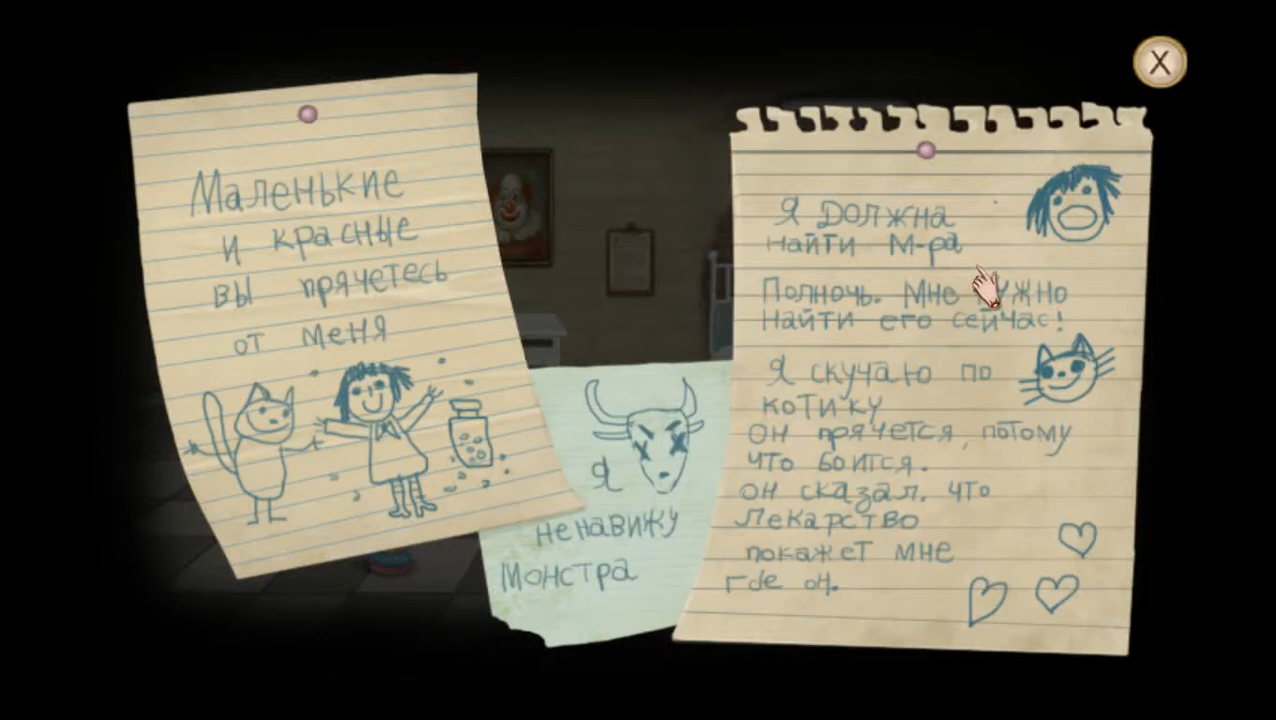 Маленькие
и красные
вы прячетесь
от меня
Я
ненавижу
Монстра
Я должна
найти М-ра
Полночь. Мне нужно
найти его сейчас!
Я скучаю по
котику
он прячется, потому
что боится.
он сказал. что
Лекарство
покажет мне
где он.
X